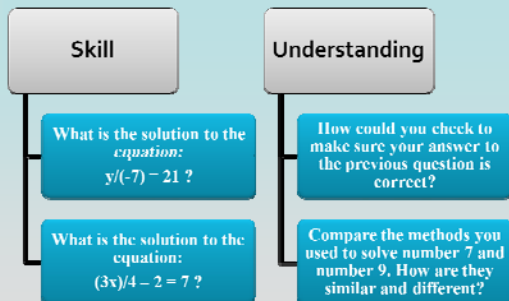 Skill
What is the solution to the
equation:
y/(-7) = 21 ?
What is the solution to the
equation:
(3x)/4 – 2 = 7 ?
Understanding
How could you check to
make sure your answer to
the previous question is
correct?
Compare the methods you
used to solve number 7 and
number 9. How are they
similar and different?